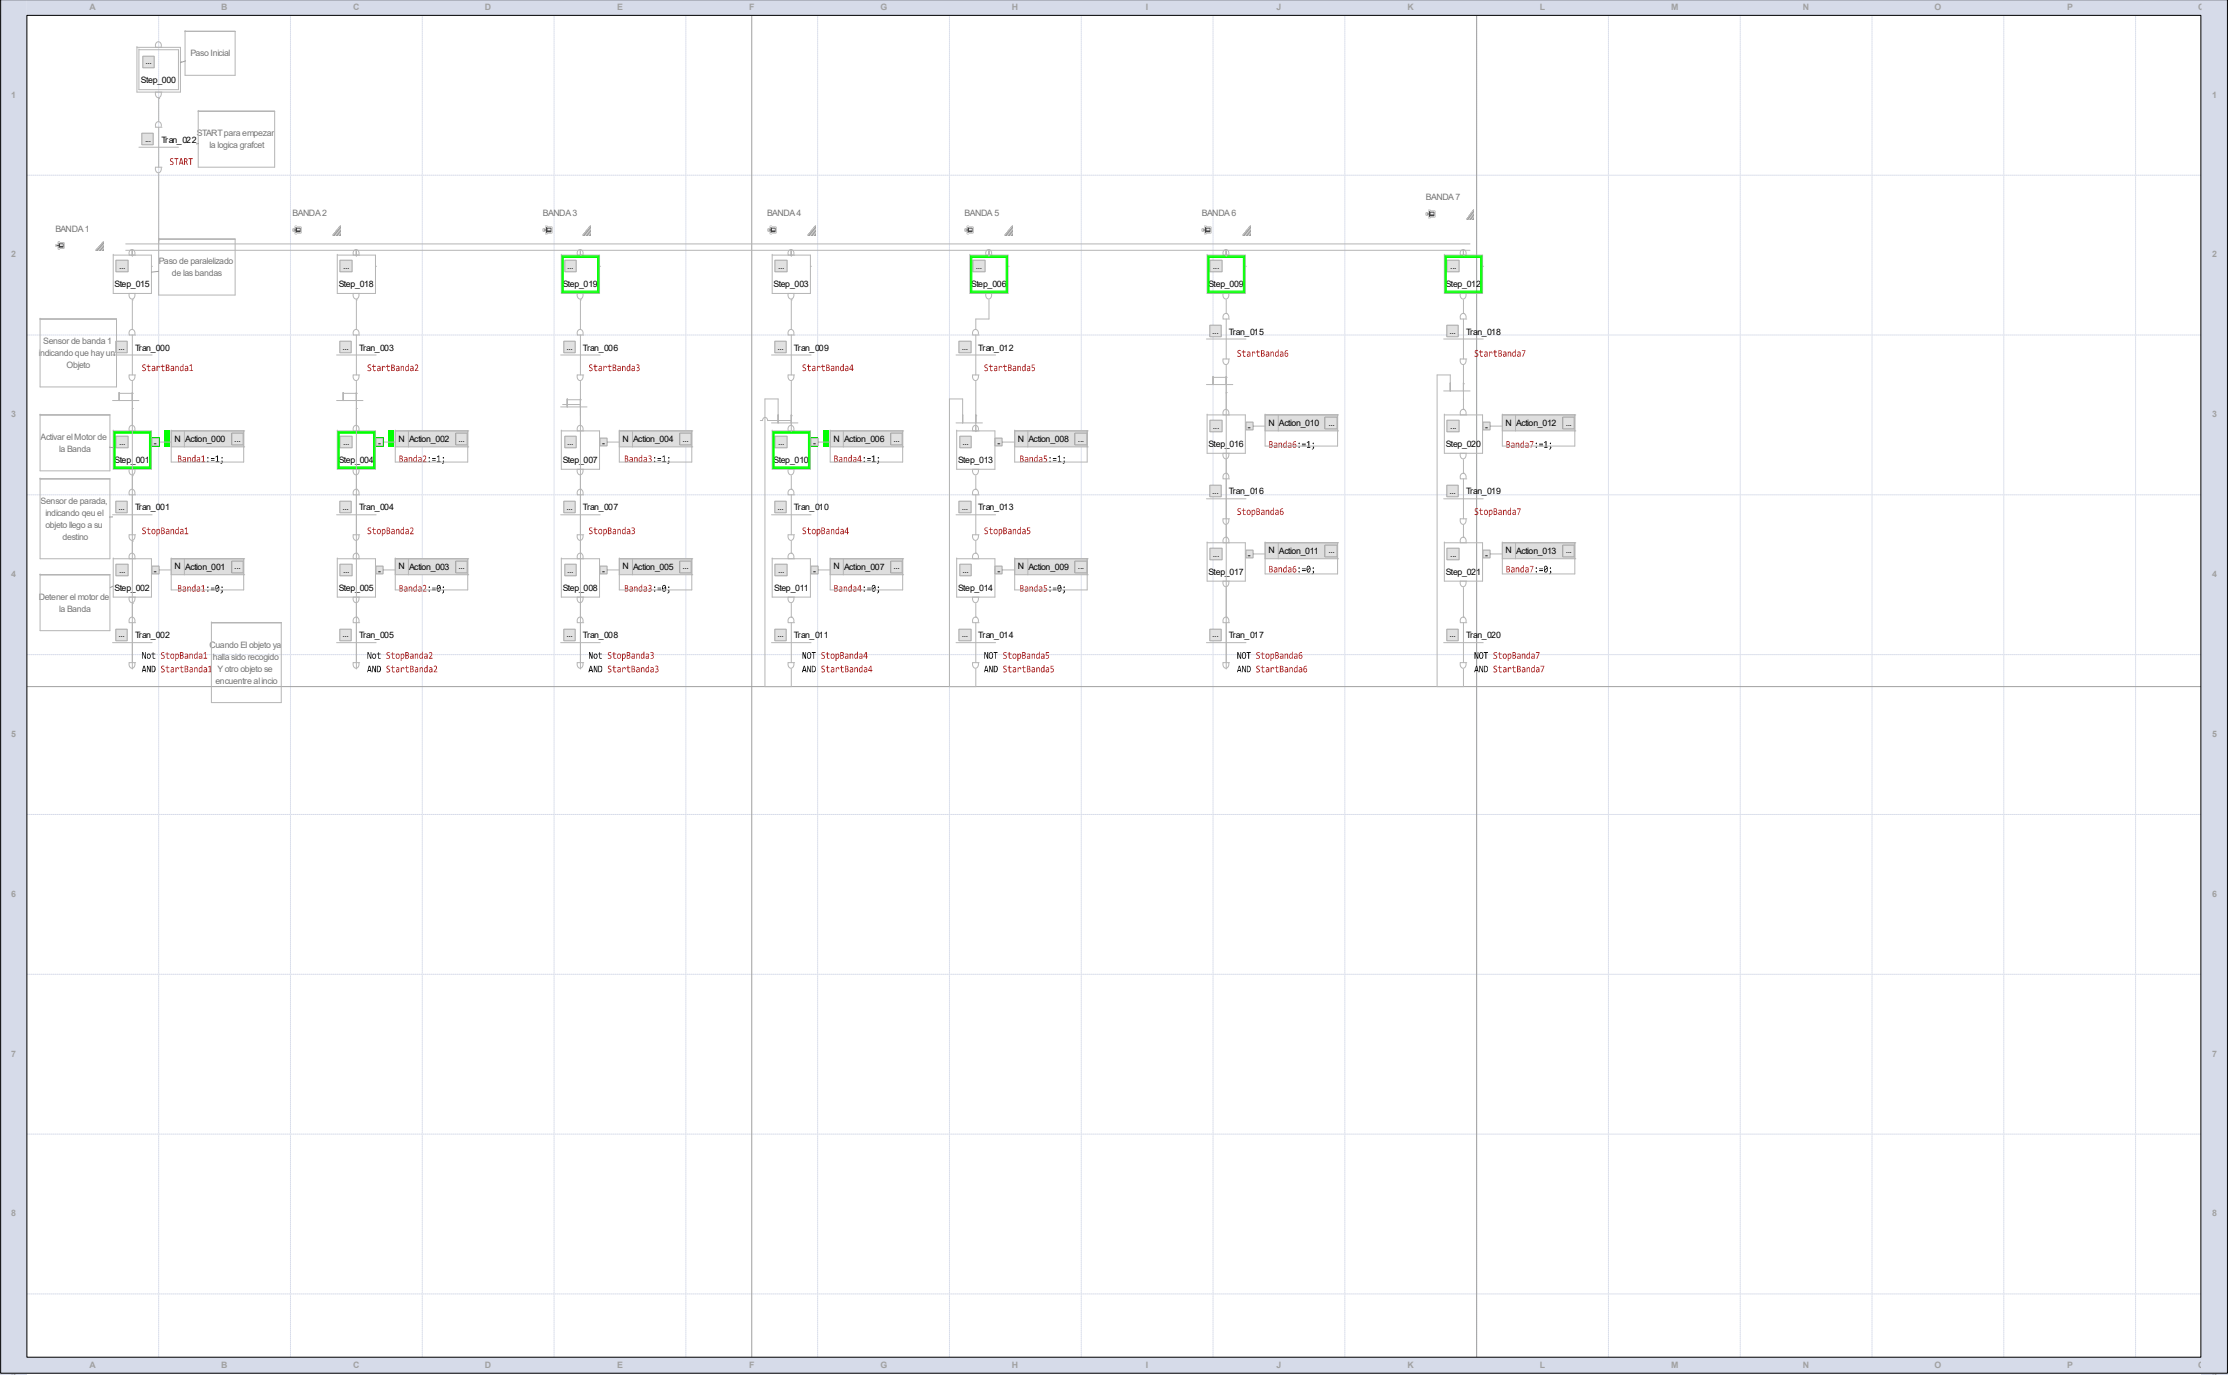 A B C D E F G H I J K L M N O P
Paso Inicial
...
Step_000
1 1
START para empezar
la logica grafcet
... Tran_022
START
BANDA 7
BANDA 2 BANDA 3 BANDA 4 BANDA 5 BANDA 6
BANDA 1
2 2
Paso de paralelizado
de las bandas
... ... ... ... ... ... ...
Step_015 Step_018 Step_019 Step_003 Step_006 Step_009 Step_012
... Tran_015 ... Tran_018
Sensor de banda 1
indicando que hay un
Objeto
... Tran_000 ... Tran_003 ... Tran_006 ... Tran_009 ... Tran_012
StartBanda6 StartBanda7
StartBanda1 StartBanda2 StartBanda3 StartBanda4 StartBanda5
3 3
Activar el Motor de
la Banda
... N Action_010 ... ... N Action_012 ...
Step_016 Banda6:=1; Step_020 Banda7:=1;
... N Action_000 ... ... N Action_002 ... ... N Action_004 ... ... N Action_006 ... ... N Action_008 ...
Step_001 Banda1:=1; Step_004 Banda2:=1; Step_007 Banda3:=1; Step_010 Banda4:=1; Step_013 Banda5:=1;
... Tran_016 ... Tran_019
Sensor de parada,
indicando qeu el
objeto llego a su
destino
... Tran_001 ... Tran_004 ... Tran_007 ... Tran_010 ... Tran_013
StopBanda6 StopBanda7
StopBanda1 StopBanda2 StopBanda3 StopBanda4 StopBanda5
... N Action_011 ... ... N Action_013 ...
Step_017 Banda6:=0; Step_021 Banda7:=0;
4 4
... N Action_001 ... ... N Action_003 ... ... N Action_005 ... ... N Action_007 ... ... N Action_009 ...
Step_002 Banda1:=0; Step_005 Banda2:=0; Step_008 Banda3:=0; Step_011 Banda4:=0; Step_014 Banda5:=0;
Detener el motor de
la Banda
... Tran_002 ... Tran_005 ... Tran_008 ... Tran_011 ... Tran_014 ... Tran_017 ... Tran_020
Cuando El objeto ya
halla sido recogido
Y otro objeto se
encuentre al incio
Not StopBanda1 Not StopBanda2 Not StopBanda3 NOT StopBanda4 NOT StopBanda5 NOT StopBanda6 NOT StopBanda7
AND StartBanda1 AND StartBanda2 AND StartBanda3 AND StartBanda4 AND StartBanda5 AND StartBanda6 AND StartBanda7
5 5
6 6
7 7
8 8
A B C D E F G H I J K L M N O P